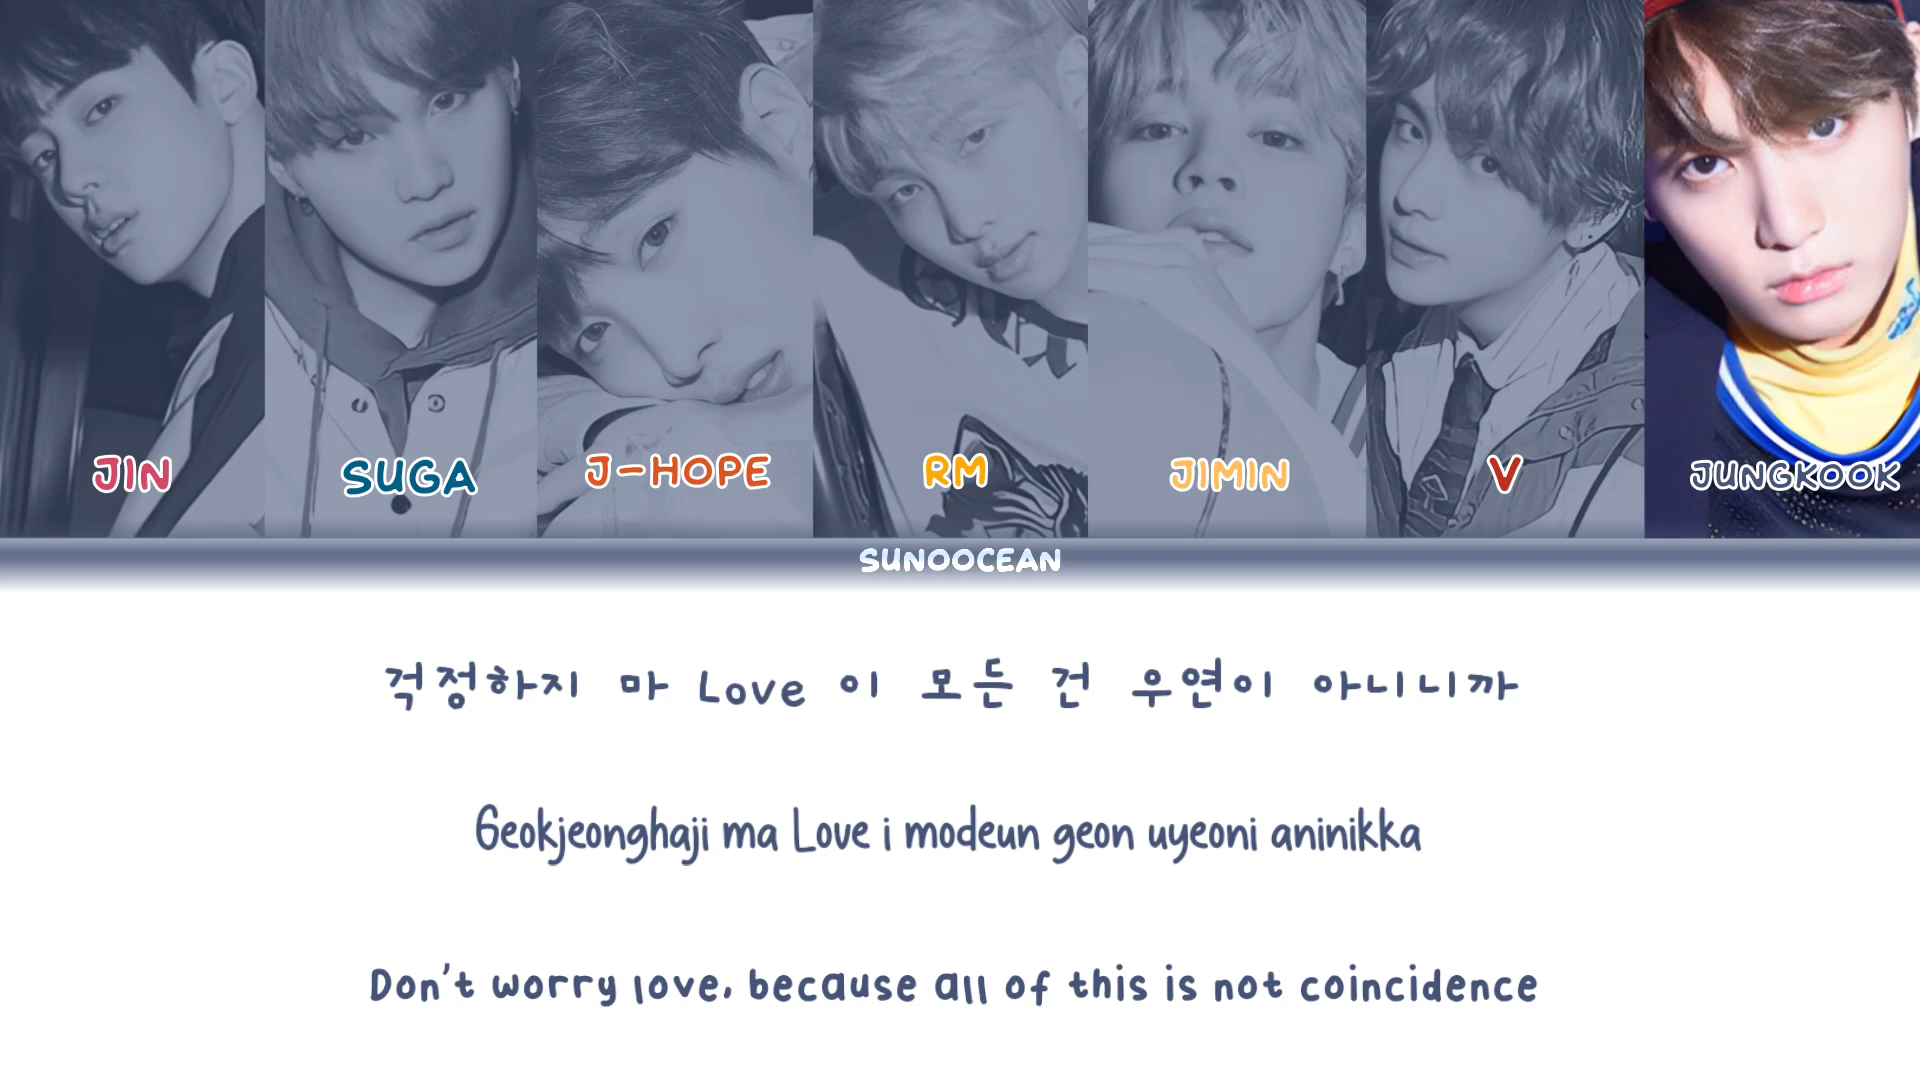 JIN
SUGA
J-HOPE
RM
JIMIN
V
JUNGKOOK
SUNOOCEAN
걱정하지 마 Love 이 모든 건 우연이 아니니까
Geokjeonghaji ma Love i modeun geon uyeoni aninikka
Don't worry love, because all of this is not coincidence